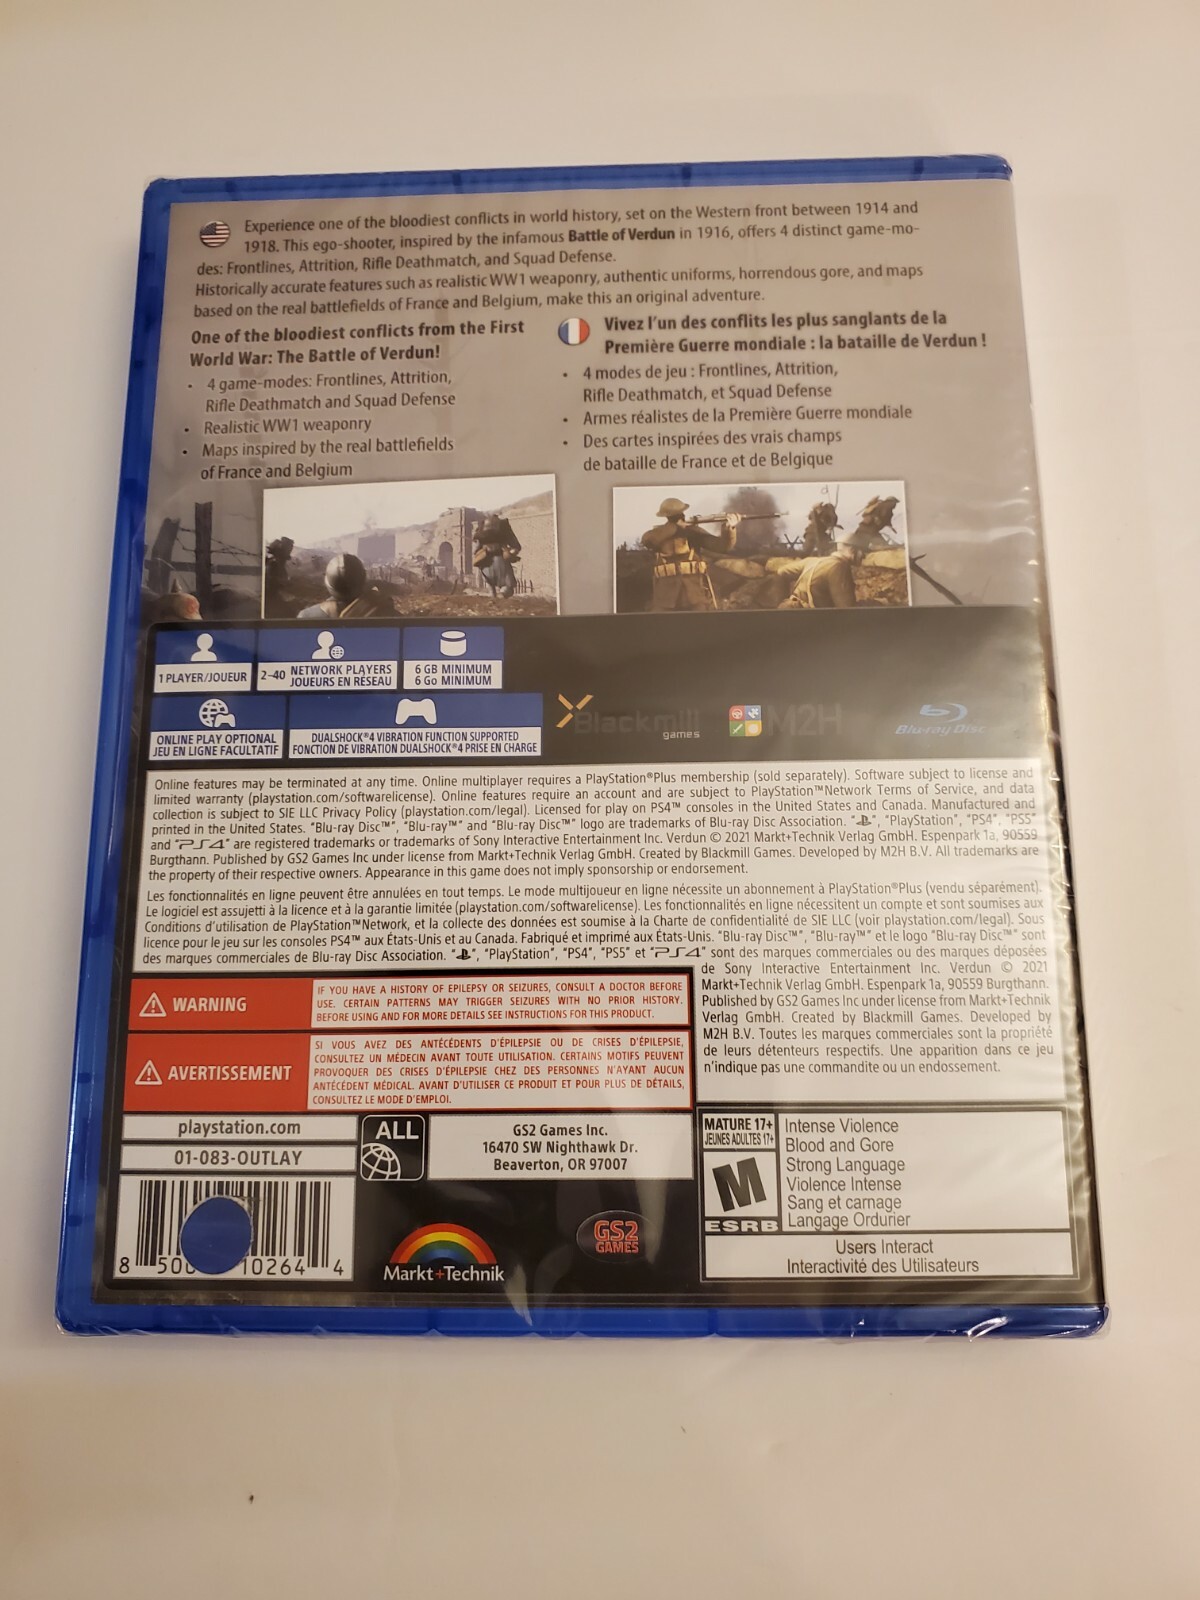 Experience one of the bloodiest conflicts in world history, set on the Western front between 1914 and
1918. This ego-shooter, inspired by the infamous Battle of Verdun in 1916, offers 4 distinct game-mo-
des: Frontlines, Attrition, Rifle Deathmatch, and Squad Defense.
Historically accurate features such as realistic WW1 weaponry, authentic uniforms, horrendous gore, and maps
based on the real battlefields of France and Belgium, make this an original adventure.
One of the bloodiest conflicts from the First
World War: The Battle of Verdun!
• 4 game-modes: Frontlines, Attrition,
Rifle Deathmatch and Squad Defense
• Realistic WW1 weaponry
• Maps inspired by the real battlefields
of France and Belgium
Vivez l'un des conflits les plus sanglants de la
Première Guerre mondiale : la bataille de Verdun !
• 4 modes de jeu : Frontlines, Attrition,
Rifle Deathmatch, et Squad Defense
• Armes réalistes de la Première Guerre mondiale
• Des cartes inspirées des vrais champs
de bataille de France et de Belgique
1 PLAYER/JOUEUR
2-40 NETWORK PLAYERS
JOUEURS EN RÉSEAU
6 GB MINIMUM
6 Go MINIMUM
ONLINE PLAY OPTIONAL
JEU EN LIGNE FACULTATIF
DUALSHOCK®4 VIBRATION FUNCTION SUPPORTED
FONCTION DE VIBRATION DUALSHOCK®4 PRISE EN CHARGE
Blackmill
games
M2H
Blu-ray Disc
Online features may be terminated at any time. Online multiplayer requires a PlayStation®Plus membership (sold separately). Software subject to license and
limited warranty (playstation.com/softwarelicense). Online features require an account and are subject to PlayStation™Network Terms of Service, and data
collection is subject to SIE LLC Privacy Policy (playstation.com/legal). Licensed for play on PS4™ consoles in the United States and Canada. Manufactured and
printed in the United States. "Blu-ray Disc™", "Blu-ray™" and "Blu-ray Disc™" logo are trademarks of Blu-ray Disc Association. "", "PlayStation", "PS4", "PS5"
and "PS4" are registered trademarks or trademarks of Sony Interactive Entertainment Inc. Verdun © 2021 Markt+Technik Verlag GmbH. Espenpark 1a, 90559
Burgthann. Published by GS2 Games Inc under license from Markt+Technik Verlag GmbH. Created by Blackmill Games. Developed by M2H B.V. All trademarks are
the property of their respective owners. Appearance in this game does not imply sponsorship or endorsement.
Les fonctionnalités en ligne peuvent être annulées en tout temps. Le mode multijoueur en ligne nécessite un abonnement à PlayStation®Plus (vendu séparément).
Le logiciel est assujetti à la licence et à la garantie limitée (playstation.com/softwarelicense). Les fonctionnalités en ligne nécessitent un compte et sont soumises aux
Conditions d'utilisation de PlayStation™Network, et la collecte des données est soumise à la Charte de confidentialité de SIE LLC (voir playstation.com/legal). Sous
licence pour le jeu sur les consoles PS4™ aux États-Unis et au Canada. Fabriqué et imprimé aux États-Unis. "Blu-ray Disc™", "Blu-ray™" et le logo "Blu-ray Disc™" sont
des marques commerciales de Blu-ray Disc Association. "", "PlayStation", "PS4", "PS5" et "PS4" sont des marques commerciales ou des marques déposées
de Sony Interactive Entertainment Inc. Verdun © 2021
Markt+Technik Verlag GmbH. Espenpark 1a, 90559 Burgthann.
Published by GS2 Games Inc under license from Markt+Technik
Verlag GmbH. Created by Blackmill Games. Developed by
M2H B.V. Toutes les marques commerciales sont la propriété
de leurs détenteurs respectifs. Une apparition dans ce jeu
n'indique pas une commandite ou un endossement.
WARNING
IF YOU HAVE A HISTORY OF EPILEPSY OR SEIZURES, CONSULT A DOCTOR BEFORE
USE. CERTAIN PATTERNS MAY TRIGGER SEIZURES WITH NO PRIOR HISTORY.
BEFORE USING AND FOR MORE DETAILS SEE INSTRUCTIONS FOR THIS PRODUCT.
AVERTISSEMENT
SI VOUS AVEZ DES ANTÉCÉDENTS D'ÉPILEPSIE OU DE CRISES D'ÉPILEPSIE,
CONSULTEZ UN MÉDECIN AVANT TOUTE UTILISATION. CERTAINS MOTIFS PEUVENT
PROVOQUER DES CRISES D'ÉPILEPSIE CHEZ DES PERSONNES N'AYANT AUCUN
ANTÉCÉDENT MÉDICAL. AVANT D'UTILISER CE PRODUIT ET POUR PLUS DE DÉTAILS,
CONSULTEZ LE MODE D'EMPLOI.
playstation.com
01-083-OUTLAY
ALL
GS2 Games Inc.
16470 SW Nighthawk Dr.
Beaverton, OR 97007
8 500 10264 4
Markt+Technik
GS2
GAMES
MATURE 17+
JEUNES ADULTES 17+
M
ESRB
Intense Violence
Blood and Gore
Strong Language
Violence Intense
Sang et carnage
Langage Ordurier
Users Interact
Interactivité des Utilisateurs